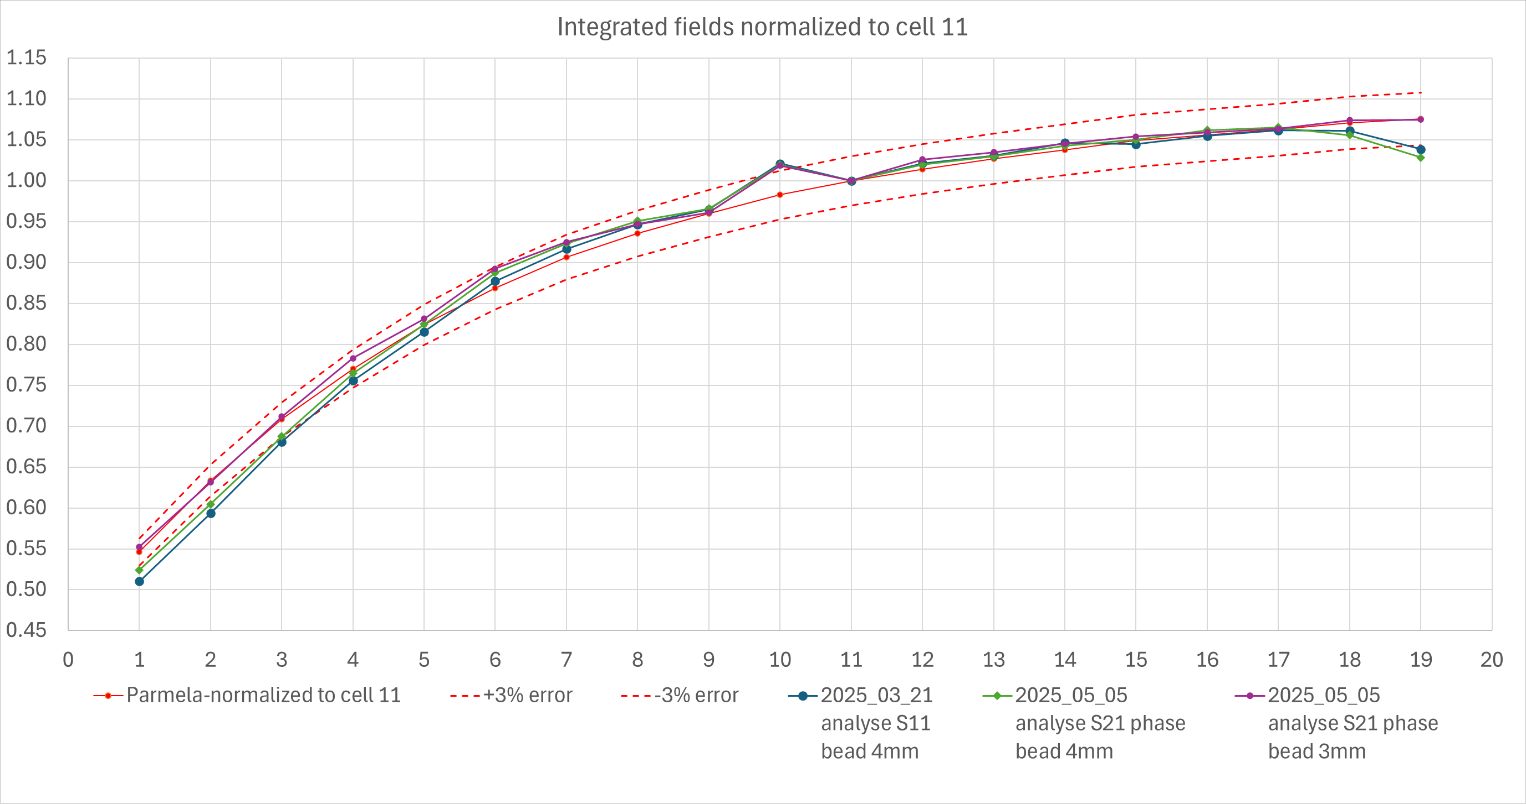 Integrated fields normalized to cell 11
1.15
1.10
1.05
1.00
0.95
0.90
0.85
0.80
0.75
0.70
0.65
0.60
0.55
0.50
0.45
0 1 2 3 4 5 6 7 8 9 10 11 12 13 14 15 16 17 18 19 20
Parmela-normalized to cell 11
+3% error
-3% error
2025_03_21
analyse S11
bead 4mm
2025_05_05
analyse S21 phase
bead 4mm
2025_05_05
analyse S21 phase
bead 3mm